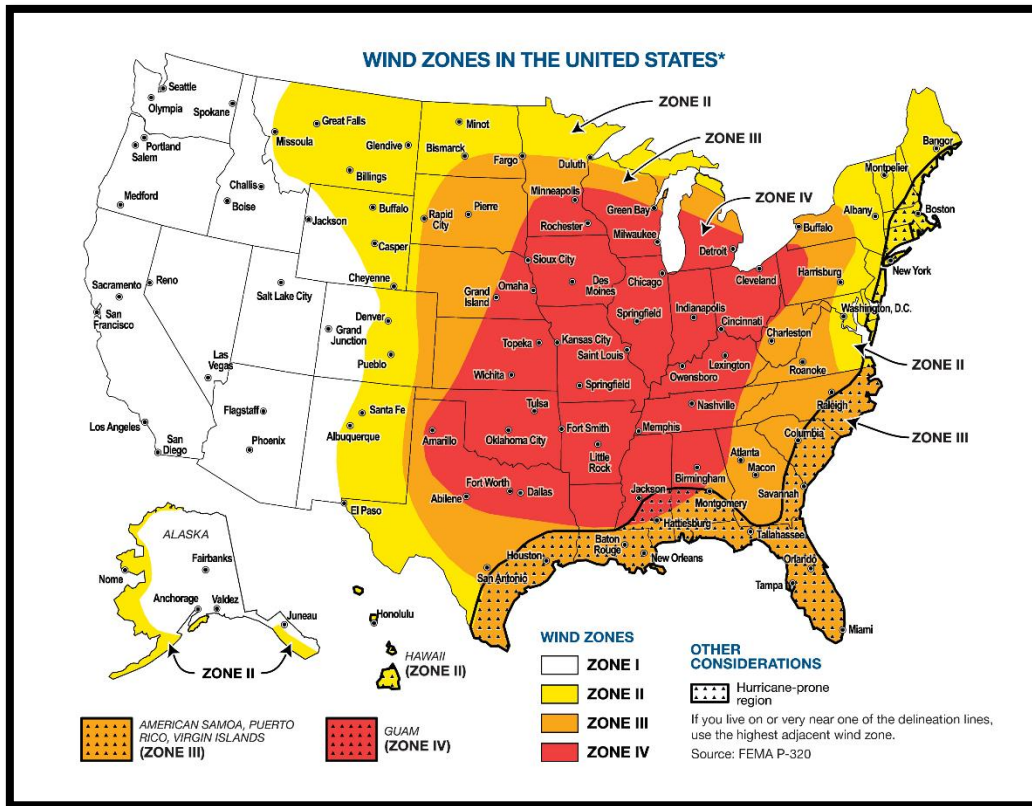 WIND ZONES IN THE UNITED STATES*
ZONE II
ZONE III
ZONE IV
Seattle
Olympia
Spokane
Portland
Salem
Medford
Great Falls
Missoula
Glendive
Billings
Minot
Bismarck
Fargo
Duluth
Challis
Boise
Jackson
Buffalo
Casper
Cheyenne
Rapid
City
Pierre
Minneapolis
Rochester
Green Bay
Milwaukee
Detroit
Bangor
Montpelier
Albany
Boston
Buffalo
New York
Harrisburg
Cleveland
Washington, D.C.
Sacramento
San
Francisco
Reno
Salt Lake City
Las
Vegas
Denver
Grand
Junction
Pueblo
Grand
Island
Omaha
Sioux City
Des
Moines
Chicago
Springfield
Indianapolis
Cincinnati
Charleston
Roanoke
ZONE II
Topeka
Kansas City
Saint Louis
Wichita
Springfield
Owensboro
Lexington
Los Angeles
San
Diego
Flagstaff
Phoenix
Santa Fe
Albuquerque
El Paso
Amarillo
Tulsa
Oklahoma City
Fort Smith
Little
Rock
Memphis
Nashville
Raleigh
Columbia
ZONE III
Atlanta
Macon
Savannah
Birmingham
Montgomery
Jackson
Hattiesburg
Tallahassee
Abilene
Fort Worth
Dallas
Houston
San Antonio
Baton
Rouge
New Orleans
Orlando
Tampa
Miami
ALASKA
Nome
Fairbanks
Anchorage
Valdez
Juneau
ZONE II
Honolulu
HAWAII
(ZONE II)
AMERICAN SAMOA, PUERTO
RICO, VIRGIN ISLANDS
(ZONE III)
GUAM
(ZONE IV)
WIND ZONES
ZONE I
ZONE II
ZONE III
ZONE IV
OTHER
CONSIDERATIONS
Hurricane-prone
region
If you live on or very near one of the delineation lines,
use the highest adjacent wind zone.
Source: FEMA P-320